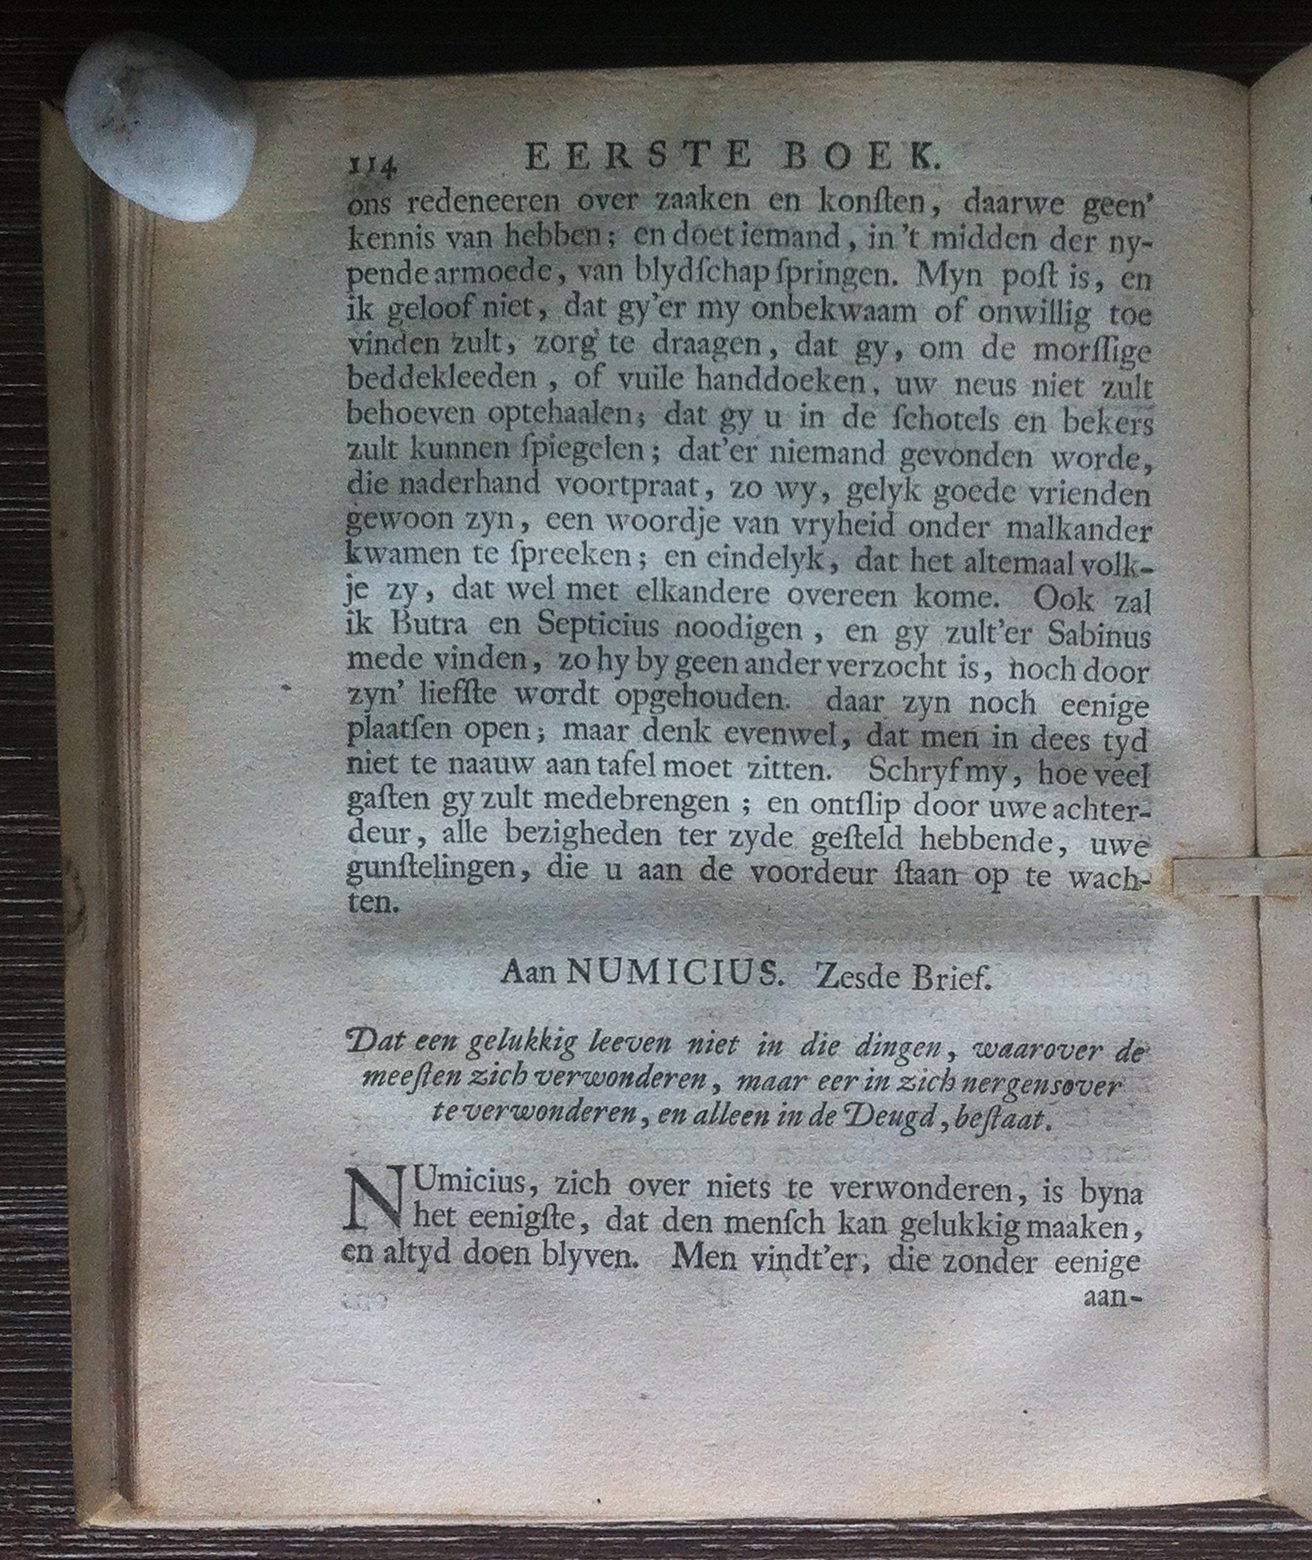 114 EERSTE BOEK.
ons redeneeren over zaaken en konſten, daarwe geen'
kennis van hebben; en doet iemand, in 't midden der ny-
pende armoede, van blydſchap ſpringen. Myn poſt is, en
ik geloof niet, dat gy'er my onbekwaam of onwillig toe
vinden zult, zorg te draagen, dat gy, om de morſſige
beddekleeden, of vuile handdoeken, uw neus niet zult
behoeven optehaalen; dat gy u in de ſchotels en bekers
zult kunnen ſpiegelen; dat'er niemand gevonden worde,
die naderhand voortpraat, zo wy, gelyk goede vrienden
gewoon zyn, een woordje van vryheid onder malkander
kwamen te ſpreeken; en eindelyk, dat het altemaal volk-
je zy, dat wel met elkandere overeen kome. Ook zal
ik Butra en Septicius noodigen, en gy zult'er Sabinus
mede vinden, zo hy by geen ander verzocht is, noch door
zyn' liefſte wordt opgehouden. daar zyn noch eenige
plaatſen open; maar denk evenwel, dat men in dees tyd
niet te naauw aan tafel moet zitten. Schryf my, hoe veel
gaſten gy zult medebrengen; en ontſlip door uwe achter-
deur, alle bezigheden ter zyde geſteld hebbende, uwe
gunſtelingen, die u aan de voordeur ſtaan op te wach-
ten.
Aan NUMICIUS. Zesde Brief.
Dat een gelukkig leeven niet in die dingen, waarover de
meeſten zich verwonderen, maar eer in zich nergensover
te verwonderen, en alleen in de Deugd, beſtaat.
NUmicius, zich over niets te verwonderen, is byna
het eenigſte, dat den menſch kan gelukkig maaken,
en altyd doen blyven. Men vindt'er, die zonder eenige
aan-